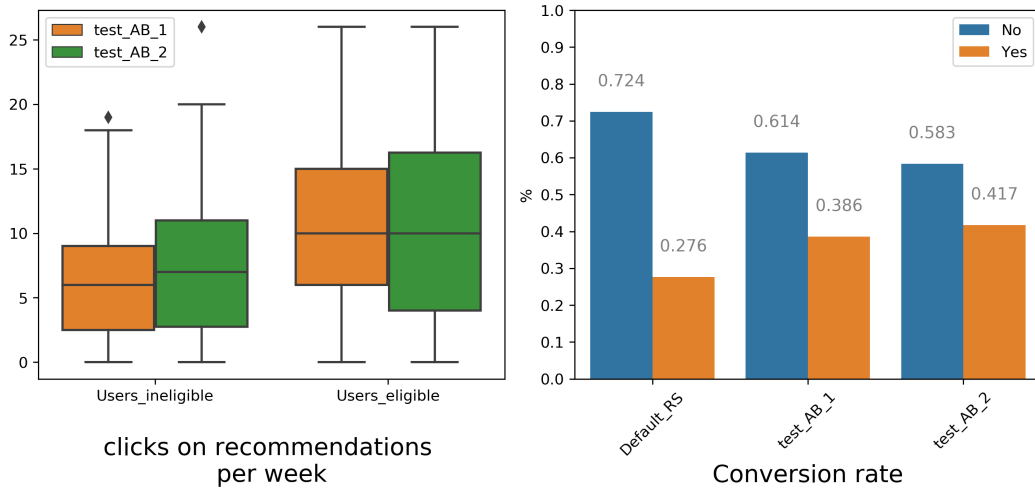 test_AB_1
test_AB_2
25
20
15
10
5
0
Users_ineligible
Users_eligible
clicks on recommendations
per week
%
1.0
0.9
0.8
0.7
0.6
0.5
0.4
0.3
0.2
0.1
0.0
No
Yes
0.724
0.276
0.614
0.386
0.583
0.417
Default_RS
test_AB_1
test_AB_2
Conversion rate